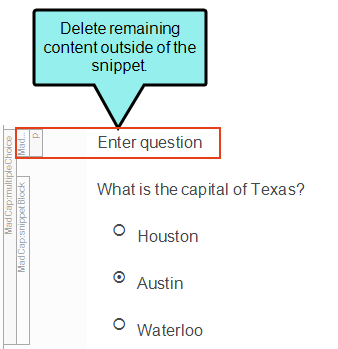 Delete remaining
content outside of the
snippet.
Enter question
What is the capital of Texas?
Houston
Austin
Waterloo
MadCap:multipleChoice
Mad...
p
MadCap:snippetBlock